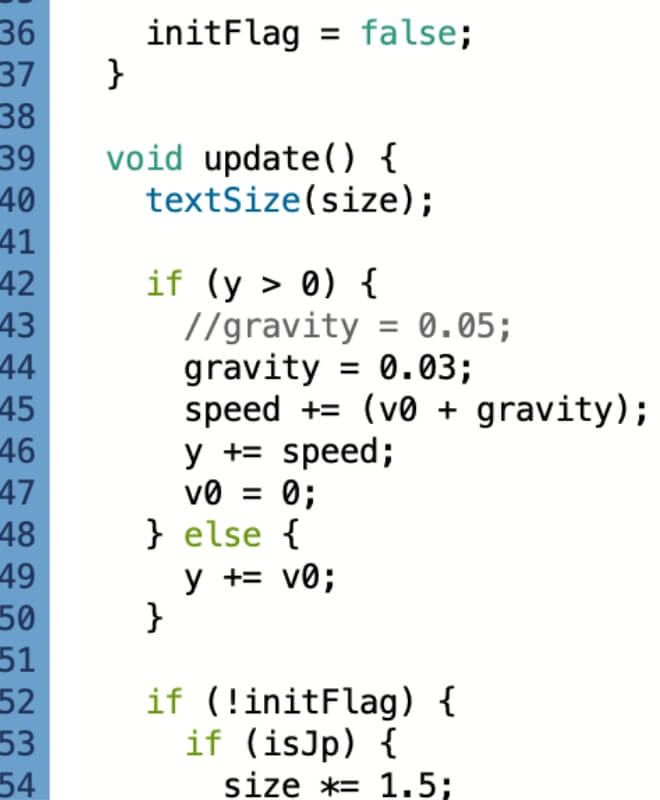 36 initFlag = false;
37 }
38
39 void update() {
40 textSize(size);
41
42 if (y > 0) {
43 //gravity = 0.05;
44 gravity = 0.03;
45 speed += (v0 + gravity);
46 y += speed;
47 v0 = 0;
48 } else {
49 y += v0;
50 }
51
52 if (!initFlag) {
53 if (isJp) {
54 size *= 1.5;